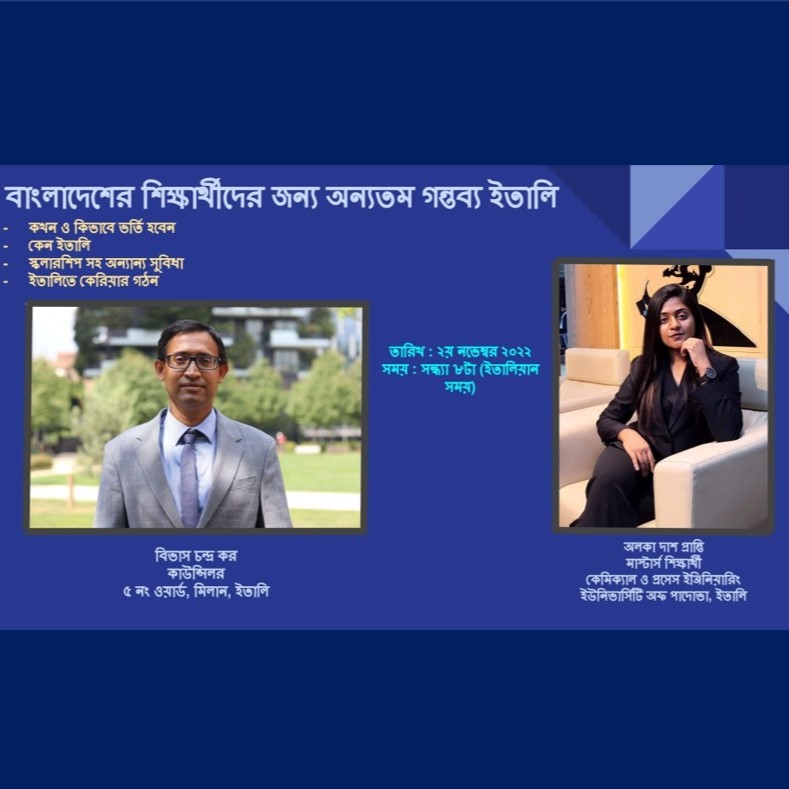 বাংলাদেশের শিক্ষার্থীদের জন্য অন্যতম গন্তব্য ইতালি
- কখন ও কিভাবে ভর্তি হবেন
- কেন ইতালি
- স্কলারশিপ সহ অন্যান্য সুবিধা
- ইতালিতে কেরিয়ার গঠন
তারিখ : ২য় নভেম্বর ২০২২
সময় : সন্ধ্যা ৮টা (ইতালিয়ান
সময়)
বিভাস চন্দ্র কর
কাউন্সিলর
৫ নং ওয়ার্ড, মিলান, ইতালি
অলকা দাশ প্রাপ্তি
মাস্টার্স শিক্ষার্থী
কেমিক্যাল ও প্রসেস ইঞ্জিনিয়ারিং
ইউনিভার্সিটি অফ পাদোভা, ইতালি